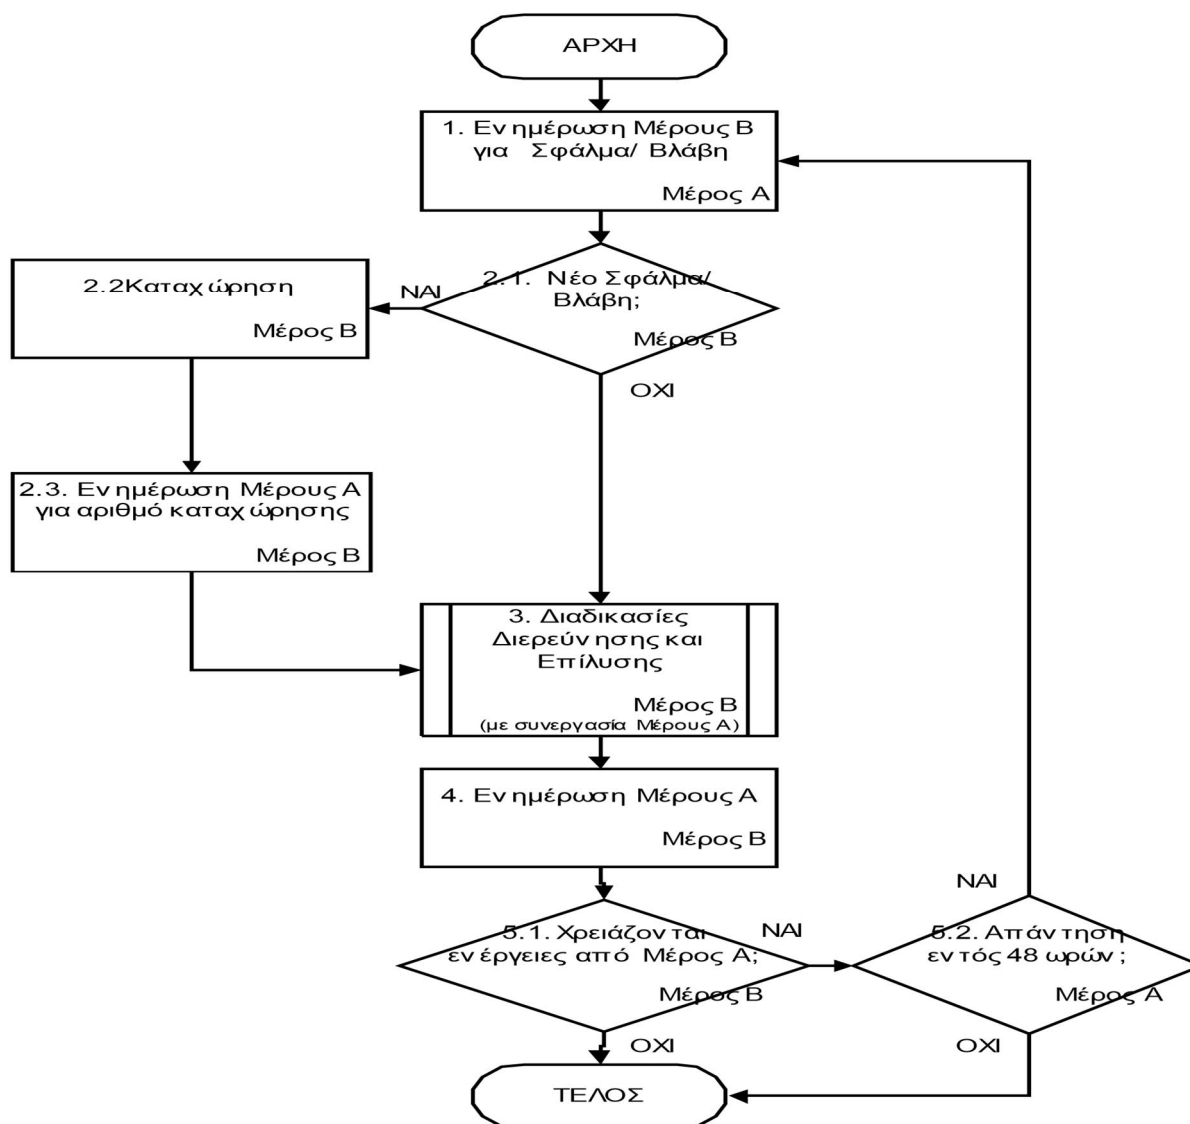 ΑΡΧΗ
1. Ενημέρωση Μέρους Β
για Σφάλμα/ Βλάβη
Μέρος Α
2.1. Νέο Σφάλμα/
Βλάβη;
Μέρος Β
ΝΑΙ
2.2Καταχώρηση
Μέρος Β
ΟΧΙ
2.3. Ενημέρωση Μέρους Α
για αριθμό καταχώρησης
Μέρος Β
3. Διαδικασίες
Διερεύνησης και
Επίλυσης
Μέρος Β
(με συνεργασία Μέρους Α)
4. Ενημέρωση Μέρους Α
Μέρος Β
5.1. Χρειάζονται
ενέργειες από Μέρος Α;
Μέρος Β
ΝΑΙ
ΝΑΙ
5.2. Απάντηση
εντός 48 ωρών;
Μέρος Α
ΟΧΙ
ΟΧΙ
ΤΕΛΟΣ